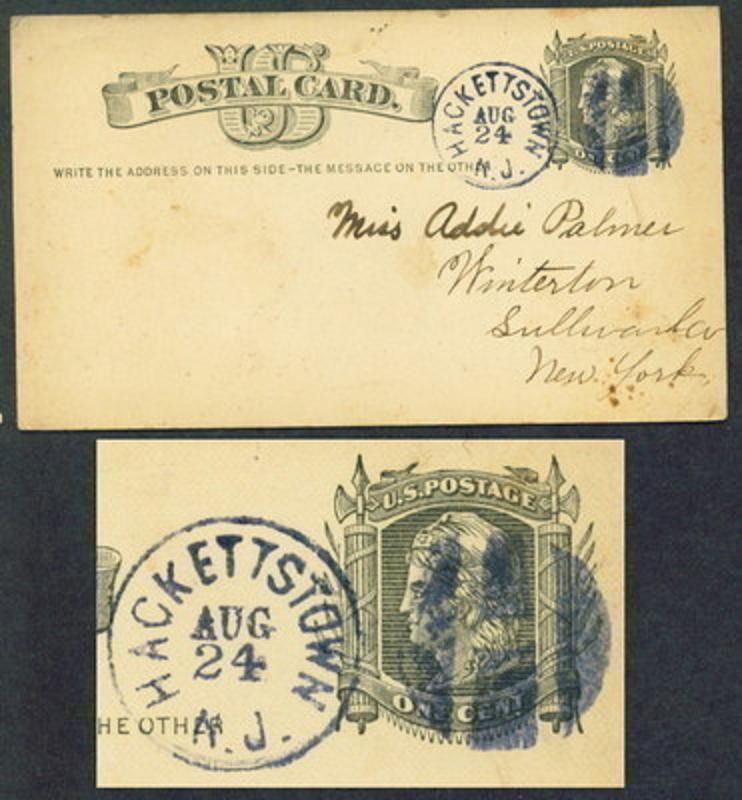 US
POSTAL CARD.
WRITE THE ADDRESS ON THIS SIDE - THE MESSAGE ON THE OTHER
HACKETTSTOWN
AUG
24
N.J.
U.S. POSTAGE
ONE CENT
Miss Addie Palmer
Winterton
Sullivan Co
New York
HACKETTSTOWN
AUG
24
N.J.
HE OTHER
U.S. POSTAGE
ONE CENT